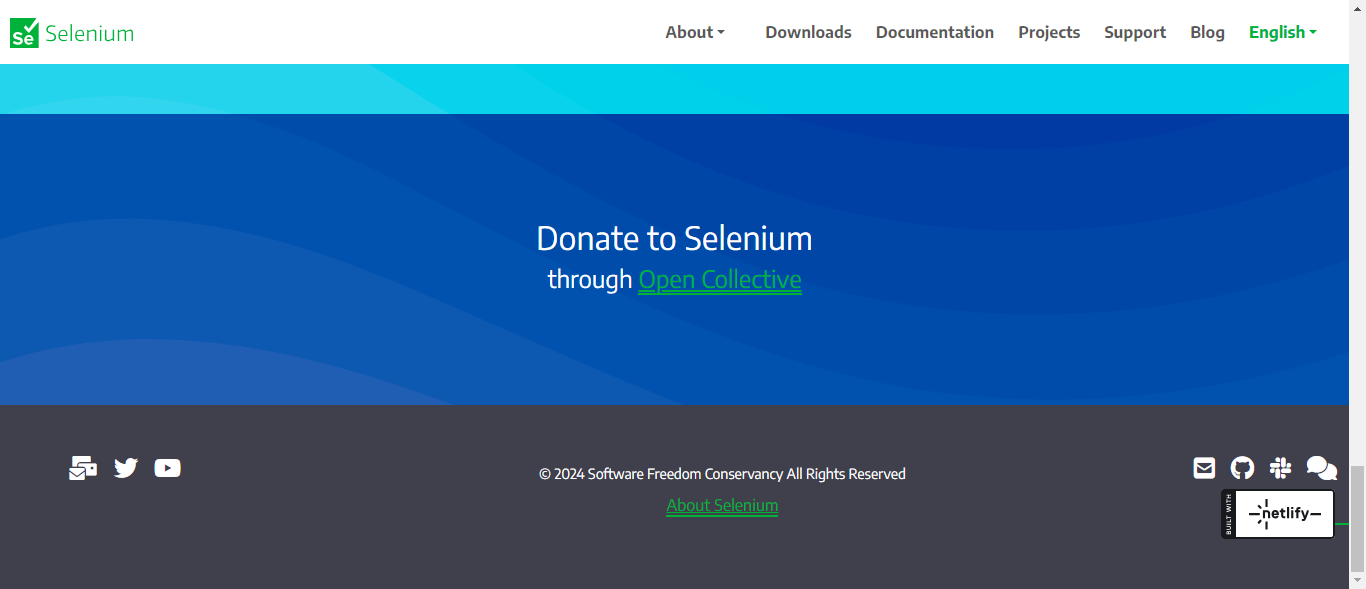 Se Selenium
About Downloads Documentation Projects Support Blog English
Donate to Selenium
through Open Collective
© 2024 Software Freedom Conservancy All Rights Reserved
About Selenium
BUILT WITH
netlify